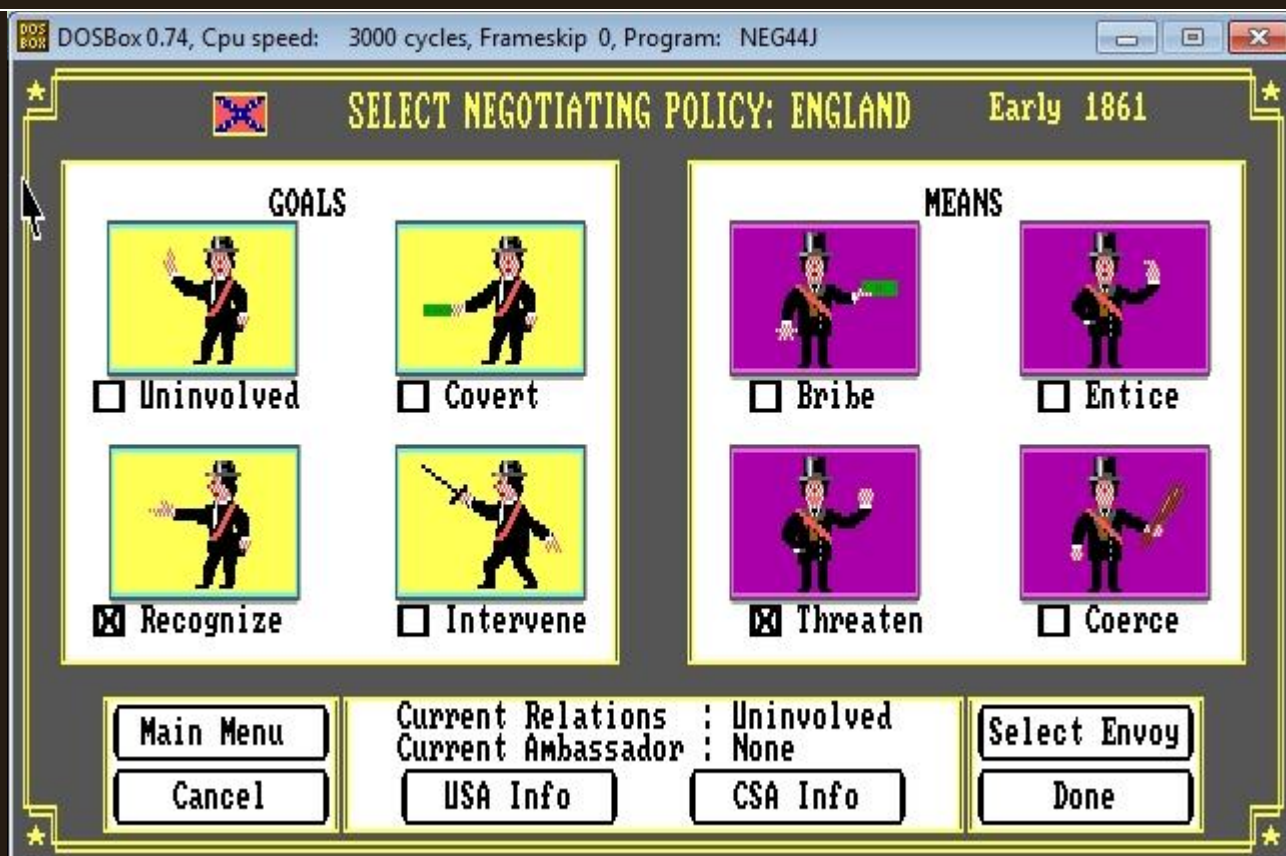 DOS BOX DOSBox 0.74, Cpu speed: 3000 cycles, Frameskip 0, Program: NEG44J
SELECT NEGOTIATING POLICY: ENGLAND Early 1861
GOALS
Uninvolved Covert
Recognize Intervene
MEANS
Bribe Entice
Threaten Coerce
Main Menu
Cancel
Current Relations : Uninvolved
Current Ambassador : None
USA Info CSA Info
Select Envoy
Done